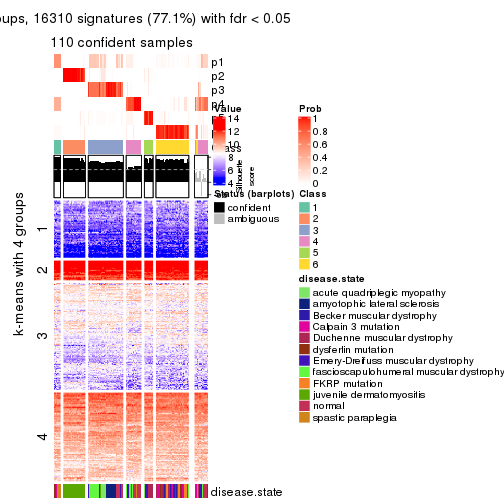 oups, 16310 signatures (77.1%) with fdr < 0.05
110 confident samples
p1
p2
p3
p4
p5
Value
14
12
10
8
6
4
Class
Silhouette
score
Prob
1
0.8
0.6
0.4
0.2
0
Status (barplots)
confident
ambiguous
Class
1
2
3
4
5
6
disease.state
acute quadriplegic myopathy
amyotophic lateral sclerosis
Becker muscular dystrophy
Calpain 3 mutation
Duchenne muscular dystrophy
dysferlin mutation
Emery-Dreifuss muscular dystrophy
fascioscapulohumeral muscular dystrophy
FKRP mutation
juvenile dermatomyositis
normal
spastic paraplegia
k-means with 4 groups
1
2
3
4
disease.state